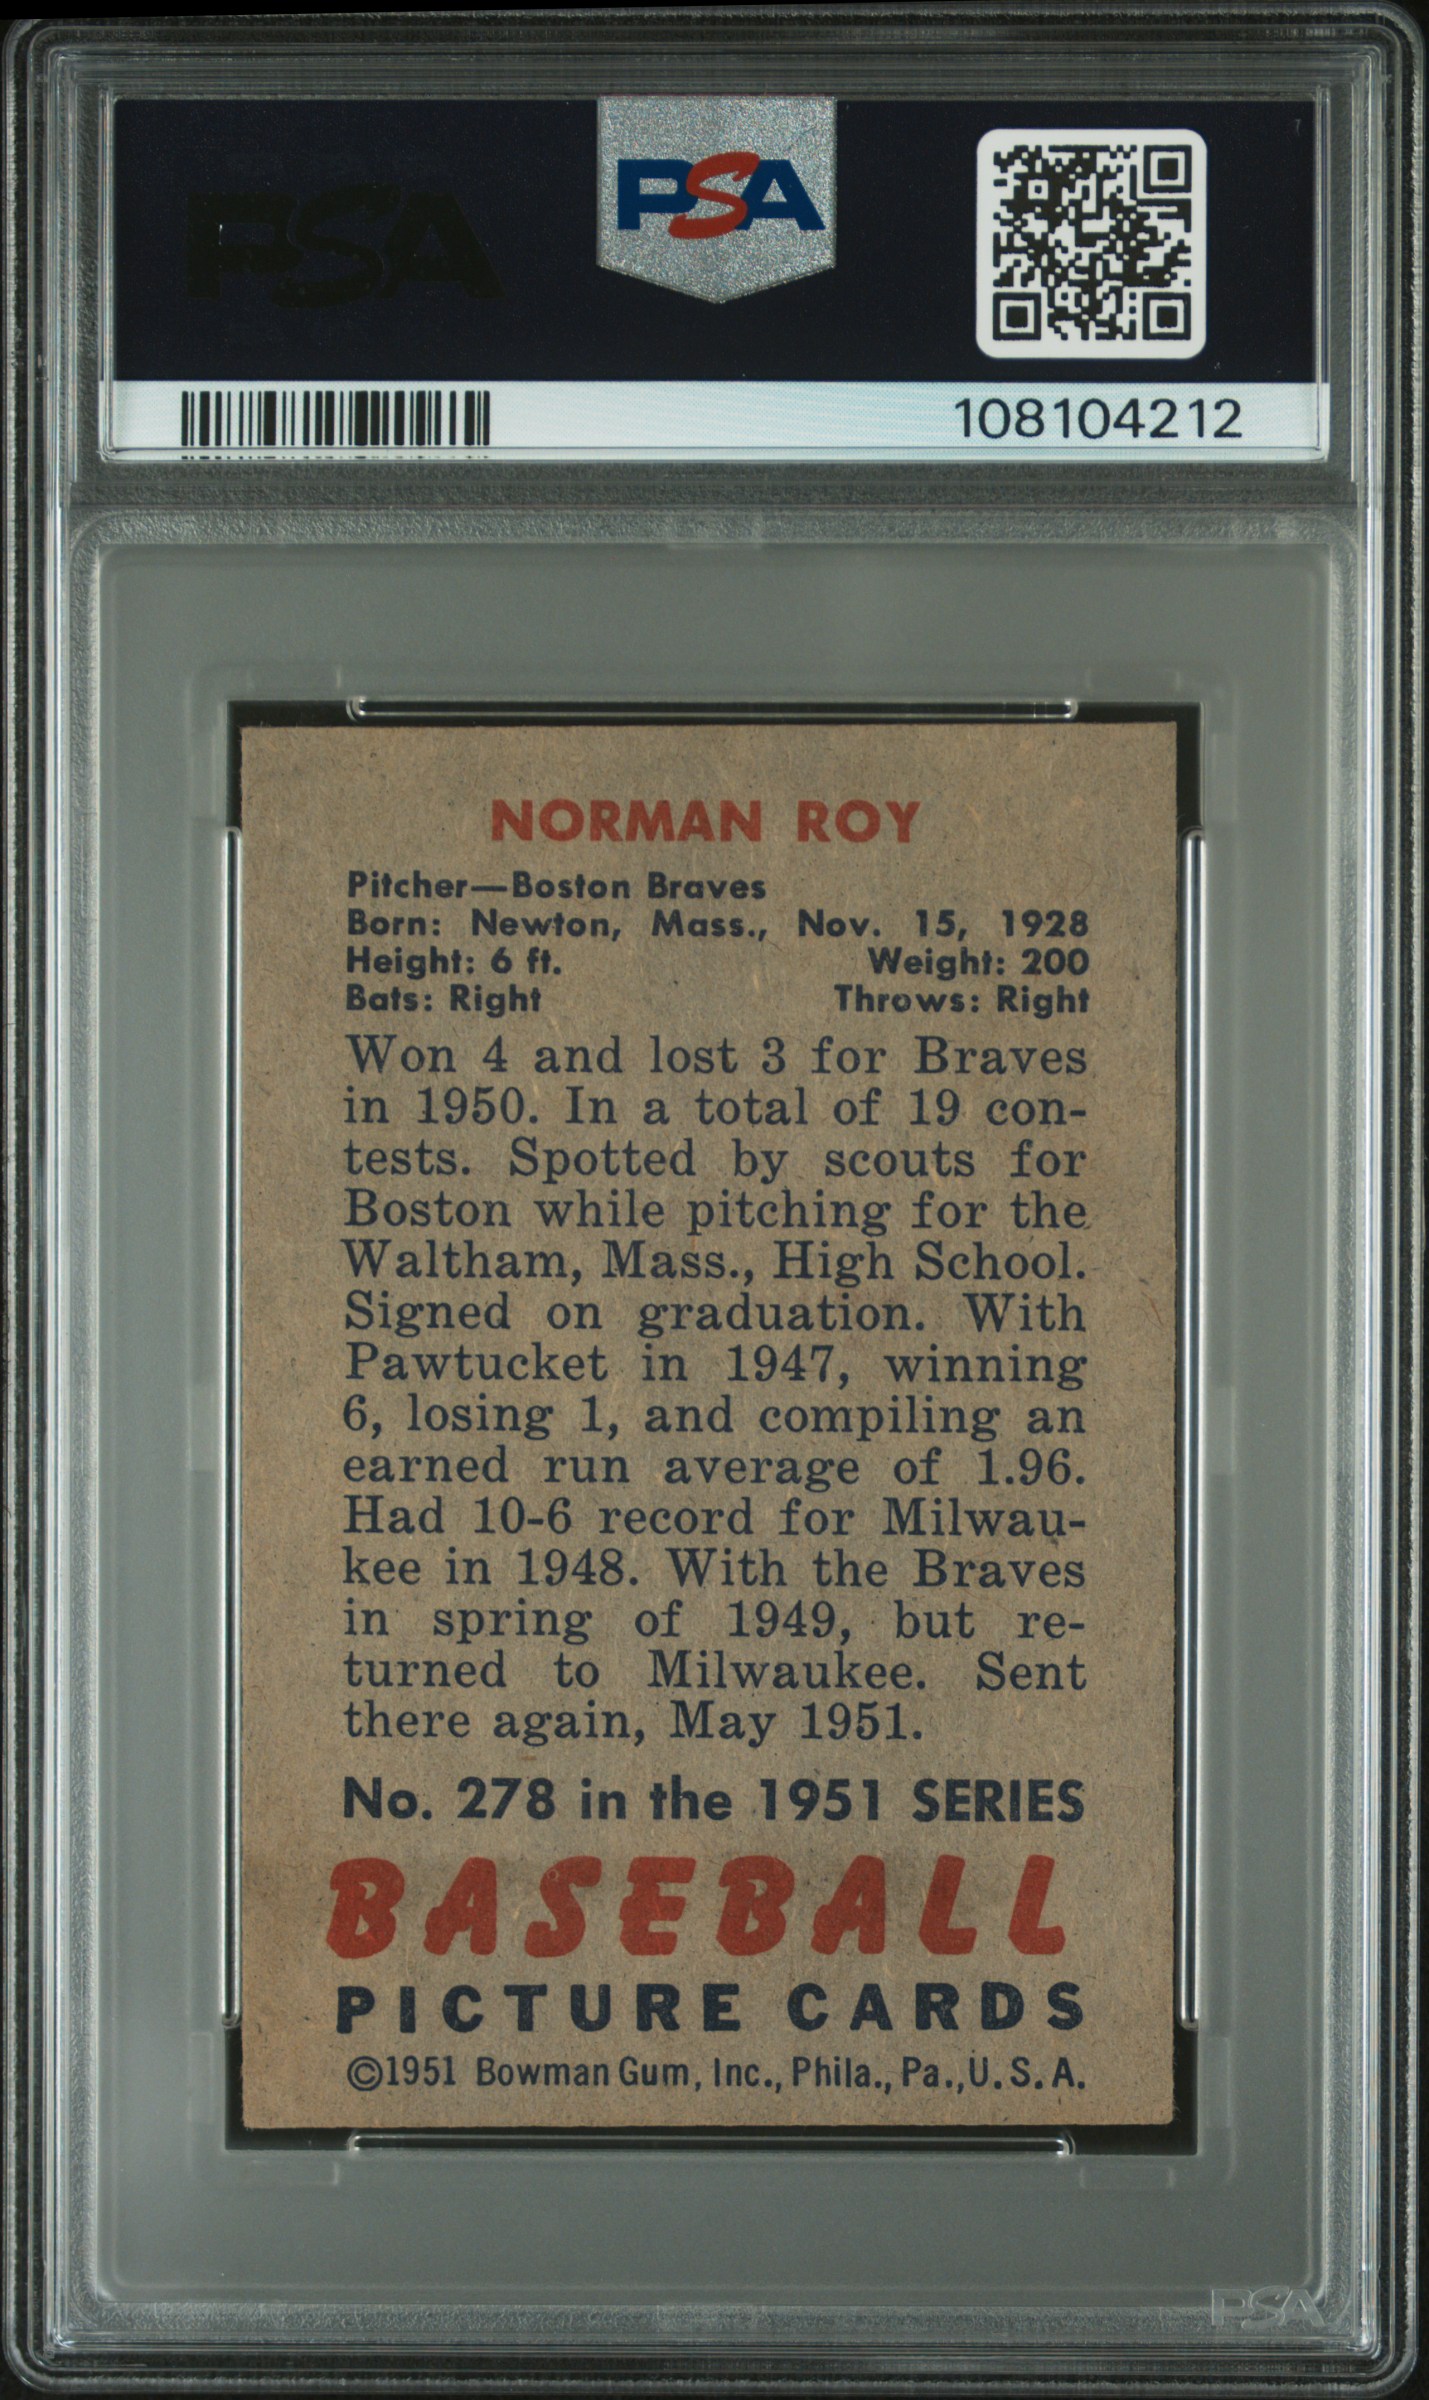 PSA
PSA
108104212
NORMAN ROY
Pitcher—Boston Braves
Born: Newton, Mass., Nov. 15, 1928
Height: 6 ft. Weight: 200
Bats: Right Throws: Right
Won 4 and lost 3 for Braves
in 1950. In a total of 19 con-
tests. Spotted by scouts for
Boston while pitching for the
Waltham, Mass., High School.
Signed on graduation. With
Pawtucket in 1947, winning
6, losing 1, and compiling an
earned run average of 1.96.
Had 10-6 record for Milwau-
kee in 1948. With the Braves
in spring of 1949, but re-
turned to Milwaukee. Sent
there again, May 1951.
No. 278 in the 1951 SERIES
BASEBALL
PICTURE CARDS
©1951 Bowman Gum, Inc., Phila., Pa., U.S.A.
PSA